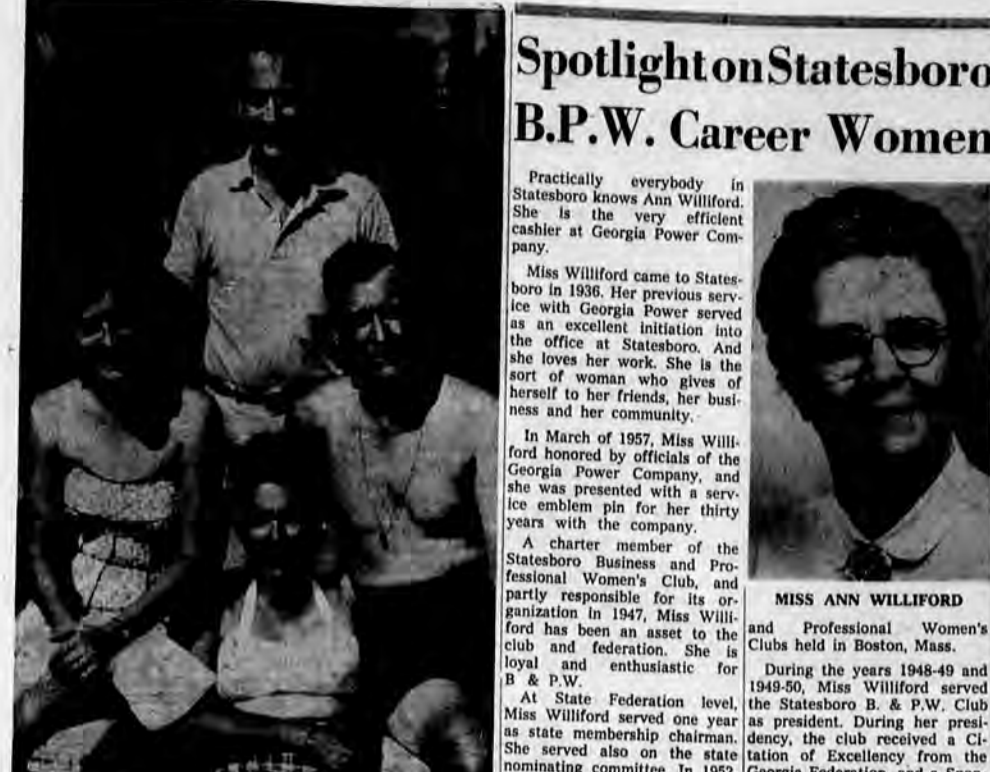 Spotlight on Statesboro
B.P.W. Career Women
Practically everybody in
Statesboro knows Ann Williford.
She is the very efficient
cashier at Georgia Power Com-
pany.
Miss Williford came to States-
boro in 1936. Her previous serv-
ice with Georgia Power served
as an excellent initiation into
the office at Statesboro. And
she loves her work. She is the
sort of woman who gives of
herself to her friends, her busi-
ness and her community.
In March of 1957, Miss Willi-
ford honored by officials of the
Georgia Power Company, and
she was presented with a serv-
ice emblem pin for her thirty
years with the company.
A charter member of the
Statesboro Business and Pro-
fessional Women's Club, and
partly responsible for its or-
ganization in 1947, Miss Willi-
ford has been an asset to the
club and federation. She is
loyal and enthusiastic for
B & P.W.
At State Federation level,
Miss Williford served one year
as state membership chairman.
She served also on the state
nominating committee. In 1952,
MISS ANN WILLIFORD
and Professional Women's
Clubs held in Boston, Mass.
During the years 1948-49 and
1949-50, Miss Williford served
the Statesboro B. & P.W. Club
as president. During her presi-
dency, the club received a Ci-
tation of Excellency from the
Georgia Federation and a